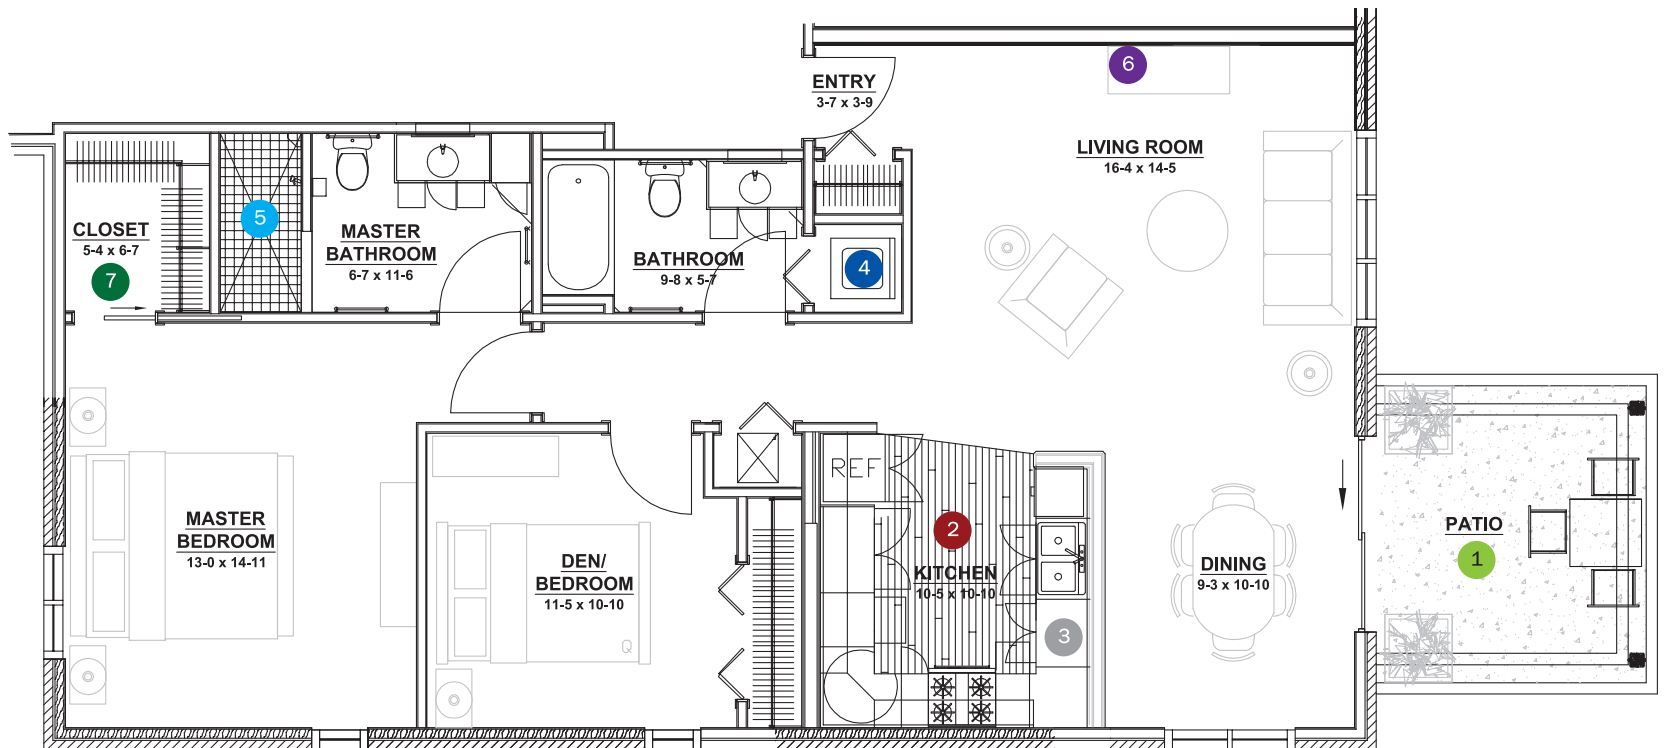 6
ENTRY
3-7 x 3-9
LIVING ROOM
16-4 x 14-5
5
CLOSET
5-4 x 6-7
7
MASTER
BATHROOM
6-7 x 11-6
BATHROOM
9-8 x 5-7
4
REF
MASTER
BEDROOM
13-0 x 14-11
DEN/
BEDROOM
11-5 x 10-10
Q
2
KITCHEN
10-5 x 10-10
3
DINING
9-3 x 10-10
PATIO
1